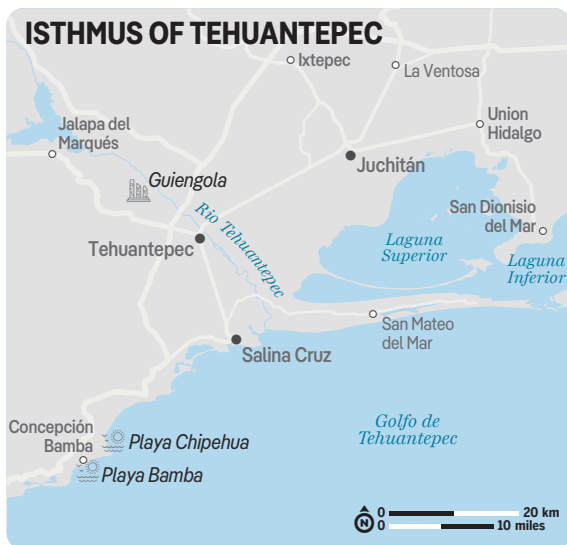 ISTHMUS OF TEHUANTEPEC
Ixtepec
La Ventosa
Jalapa del
Marqués
Union
Hidalgo
Juchitán
Guiengola
San Dionisio
del Mar
Rio Tehuantepec
Tehuantepec
Laguna
Superior
Laguna
Inferior
San Mateo
del Mar
Salina Cruz
Concepción
Bamba
Playa Chipehua
Playa Bamba
Golfo de
Tehuantepec
N
0 20 km
0 10 miles